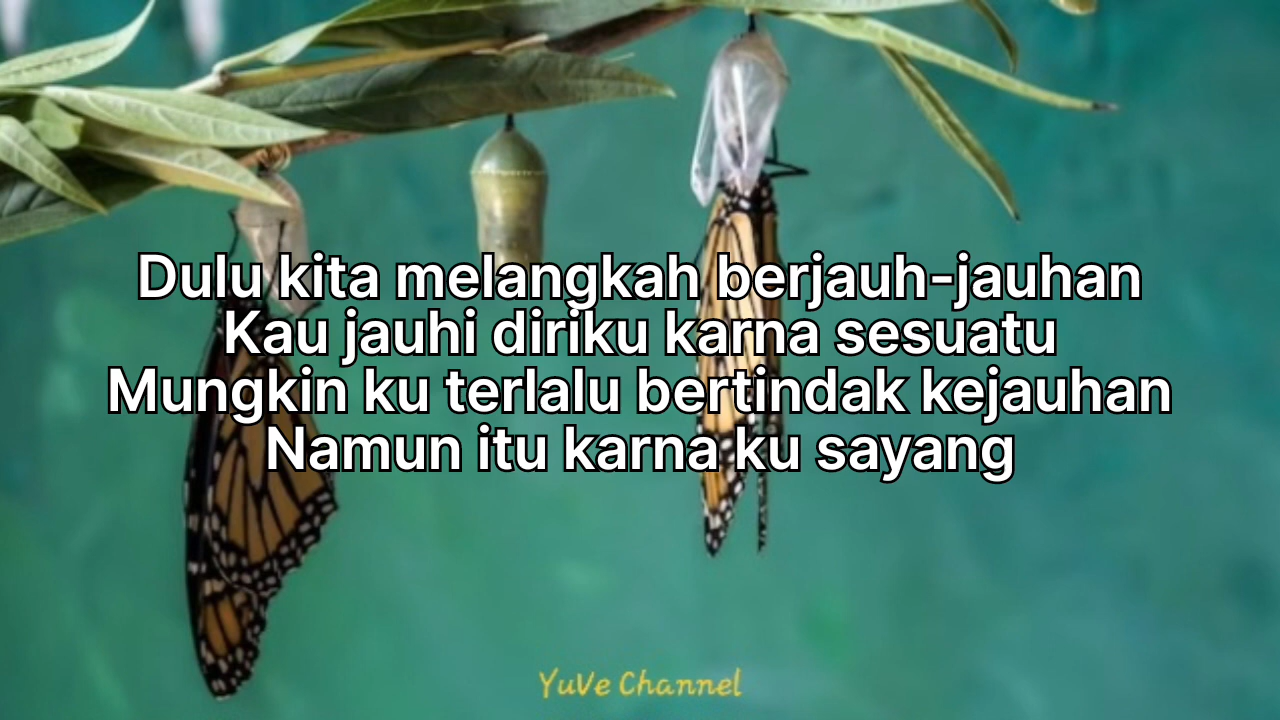 Dulu kita melangkah berjauh-jauhan
Kau jauhi diriku karna sesuatu
Mungkin ku terlalu bertindak kejauhan
Namun itu karna ku sayang
YuVe Channel